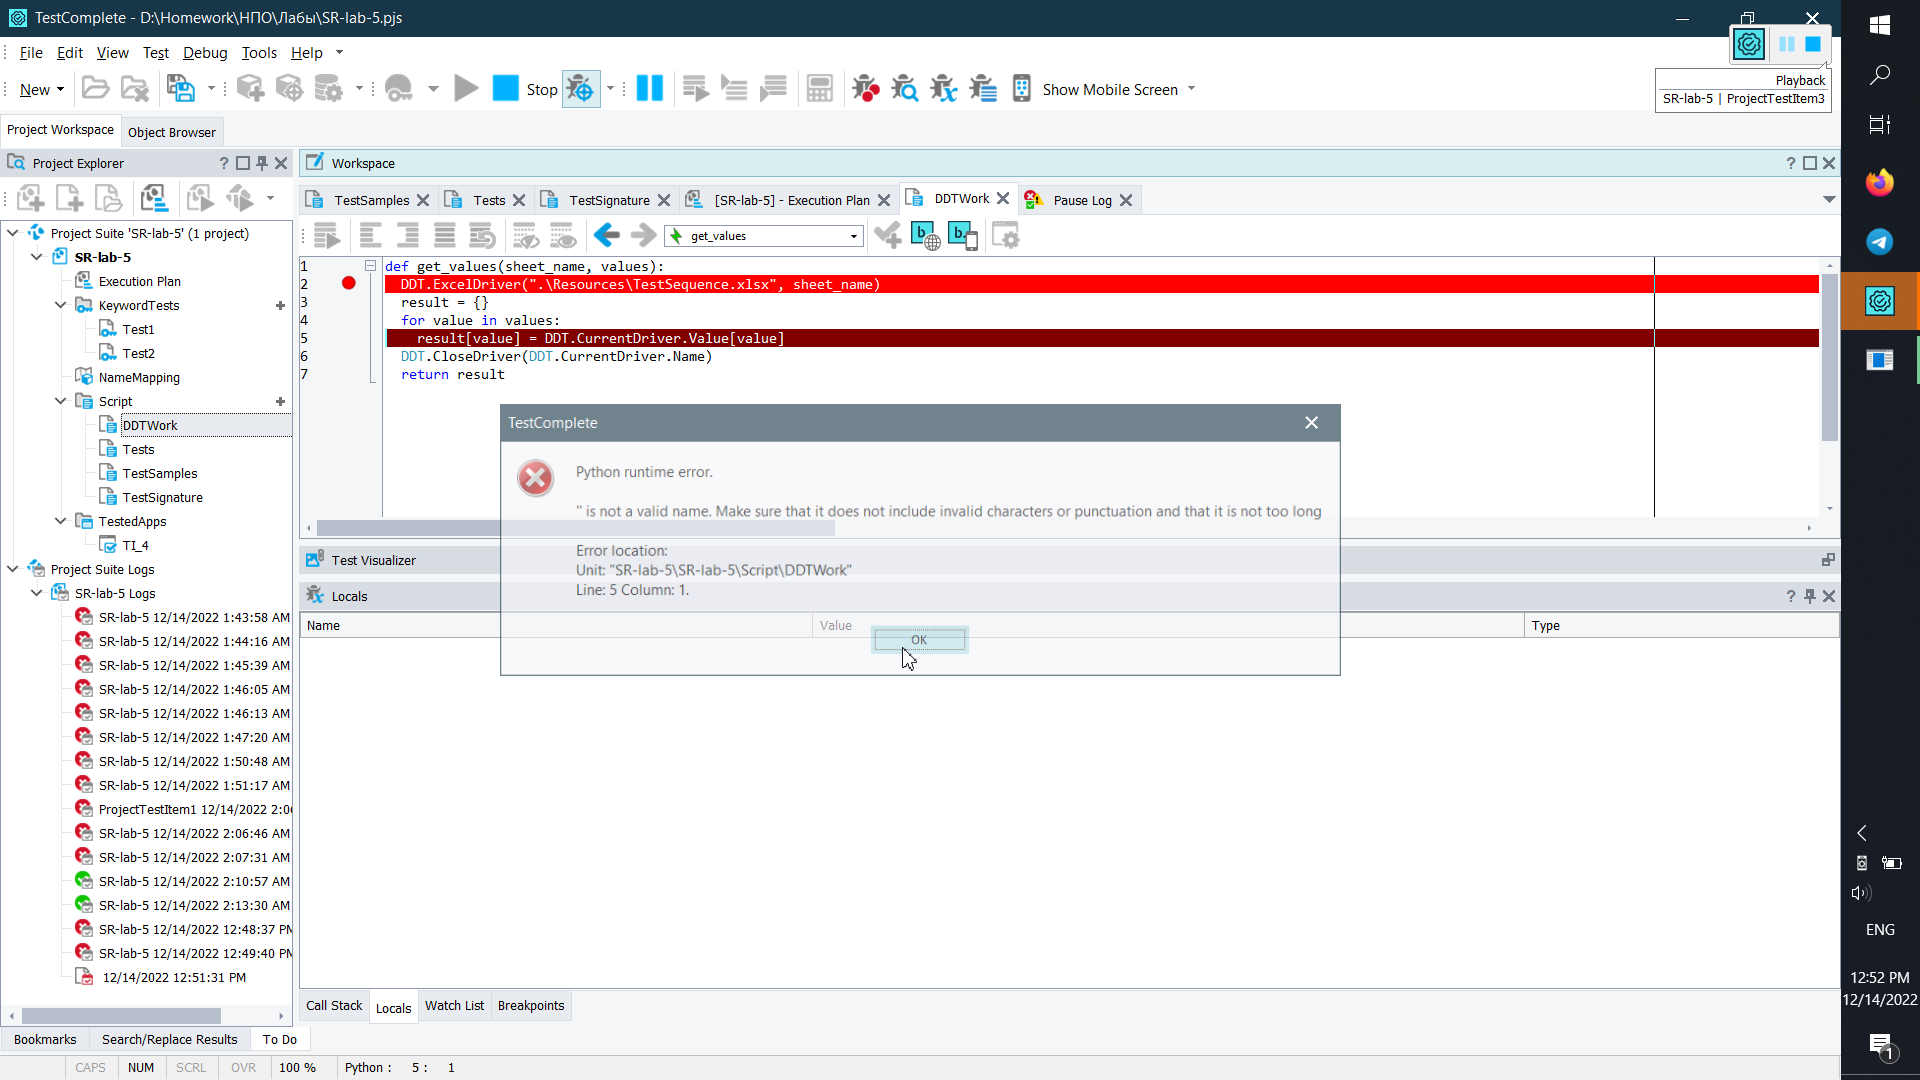 TestComplete - D:\Homework\НПО\Лабы\SR-lab-5.pjs
File Edit View Test Debug Tools Help
New Stop Show Mobile Screen
Playback
SR-lab-5 | ProjectTestItem3
Project Workspace Object Browser
Project Explorer
Workspace
TestSamples Tests TestSignature [SR-lab-5] - Execution Plan DDTWork Pause Log
get_values
Project Suite 'SR-lab-5' (1 project)
SR-lab-5
Execution Plan
KeywordTests
Test1
Test2
NameMapping
Script
DDTWork
Tests
TestSamples
TestSignature
TestedApps
TI_4
Project Suite Logs
SR-lab-5 Logs
SR-lab-5 12/14/2022 1:43:58 AM
SR-lab-5 12/14/2022 1:44:16 AM
SR-lab-5 12/14/2022 1:45:39 AM
SR-lab-5 12/14/2022 1:46:05 AM
SR-lab-5 12/14/2022 1:46:13 AM
SR-lab-5 12/14/2022 1:47:20 AM
SR-lab-5 12/14/2022 1:50:48 AM
SR-lab-5 12/14/2022 1:51:17 AM
ProjectTestItem1 12/14/2022 2:0
SR-lab-5 12/14/2022 2:06:46 AM
SR-lab-5 12/14/2022 2:07:31 AM
SR-lab-5 12/14/2022 2:10:57 AM
SR-lab-5 12/14/2022 2:13:30 AM
SR-lab-5 12/14/2022 12:48:37 PM
SR-lab-5 12/14/2022 12:49:40 PM
12/14/2022 12:51:31 PM
1 def get_values(sheet_name, values):
2 DDT.ExcelDriver(".\Resources\TestSequence.xlsx", sheet_name)
3 result = {}
4 for value in values:
5 result[value] = DDT.CurrentDriver.Value[value]
6 DDT.CloseDriver(DDT.CurrentDriver.Name)
7 return result
TestComplete
Python runtime error.
'' is not a valid name. Make sure that it does not include invalid characters or punctuation and that it is not too long
Error location:
Unit: "SR-lab-5\SR-lab-5\Script\DDTWork"
Line: 5 Column: 1.
OK
Test Visualizer
Locals
Name Value Type
Call Stack Locals Watch List Breakpoints
Bookmarks Search/Replace Results To Do
CAPS NUM SCRL OVR 100 % Python : 5 : 1
ENG
12:52 PM
12/14/2022
1